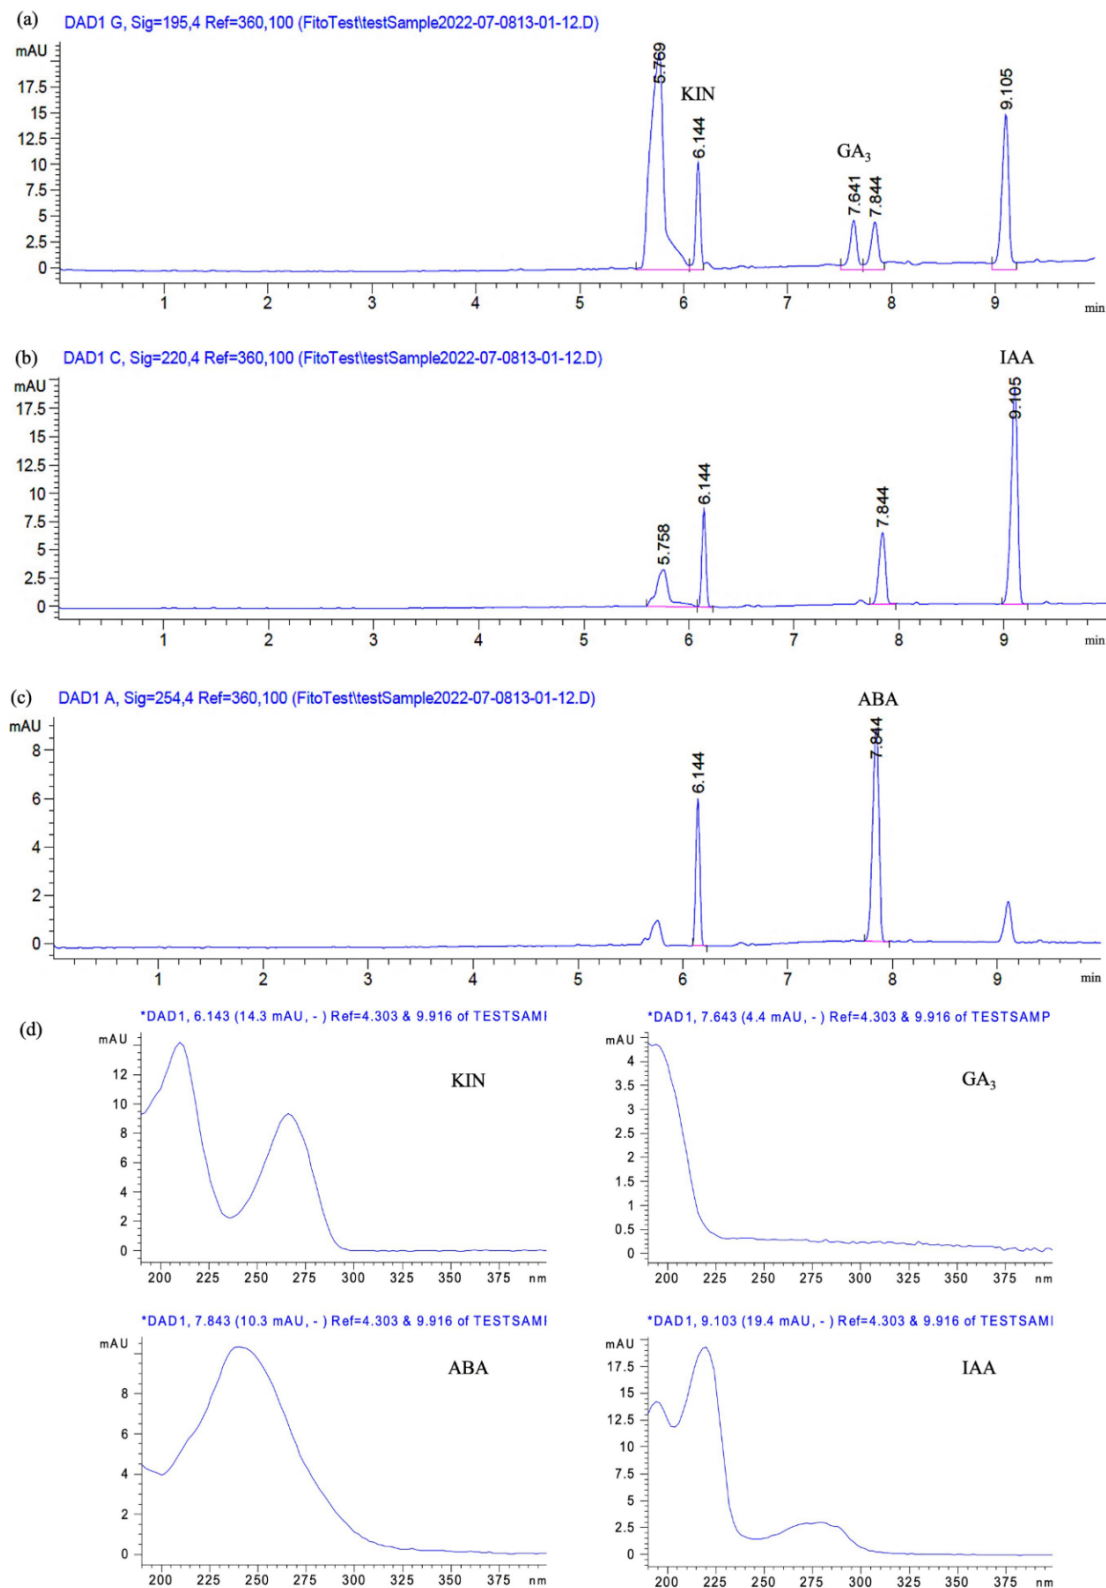 (a) DAD1 G, Sig=195,4 Ref=360,100 (FitoTest\testSample2022-07-0813-01-12.D)
mAU
17.5
15
12.5
10
7.5
5
2.5
0
5.769
KIN
6.144
GA₃
7.641
7.844
9.105
1 2 3 4 5 6 7 8 9 min
(b) DAD1 C, Sig=220,4 Ref=360,100 (FitoTest\testSample2022-07-0813-01-12.D)
mAU
17.5
15
12.5
10
7.5
5
2.5
0
5.758
6.144
7.844
IAA
9.105
1 2 3 4 5 6 7 8 9 min
(c) DAD1 A, Sig=254,4 Ref=360,100 (FitoTest\testSample2022-07-0813-01-12.D)
mAU
8
6
4
2
0
6.144
ABA
7.844
1 2 3 4 5 6 7 8 9 min
(d)
*DAD1, 6.143 (14.3 mAU, - ) Ref=4.303 & 9.916 of TESTSAMP
mAU
12
10
8
6
4
2
0
KIN
200 225 250 275 300 325 350 375 nm
*DAD1, 7.643 (4.4 mAU, - ) Ref=4.303 & 9.916 of TESTSAMP
mAU
4
3.5
3
2.5
2
1.5
1
0.5
0
GA₃
200 225 250 275 300 325 350 375 nm
*DAD1, 7.843 (10.3 mAU, - ) Ref=4.303 & 9.916 of TESTSAMP
mAU
8
6
4
2
0
ABA
200 225 250 275 300 325 350 375 nm
*DAD1, 9.103 (19.4 mAU, - ) Ref=4.303 & 9.916 of TESTSAMI
mAU
17.5
15
12.5
10
7.5
5
2.5
0
IAA
200 225 250 275 300 325 350 375 nm